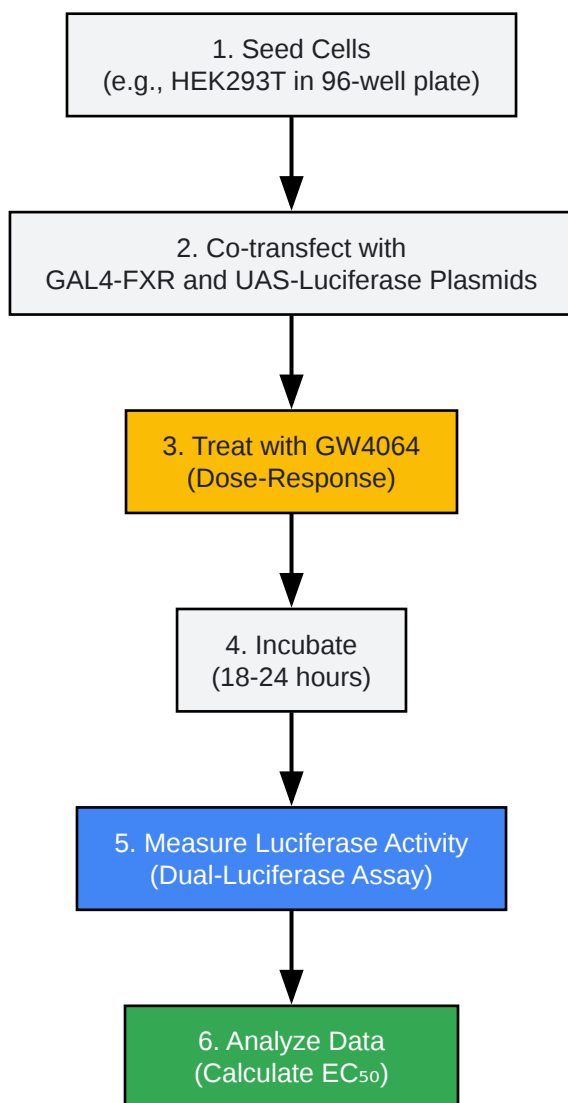 1. Seed Cells
(e.g., HEK293T in 96-well plate)
2. Co-transfect with
GAL4-FXR and UAS-Luciferase Plasmids
3. Treat with GW4064
(Dose-Response)
4. Incubate
(18-24 hours)
5. Measure Luciferase Activity
(Dual-Luciferase Assay)
6. Analyze Data
(Calculate EC₅₀)